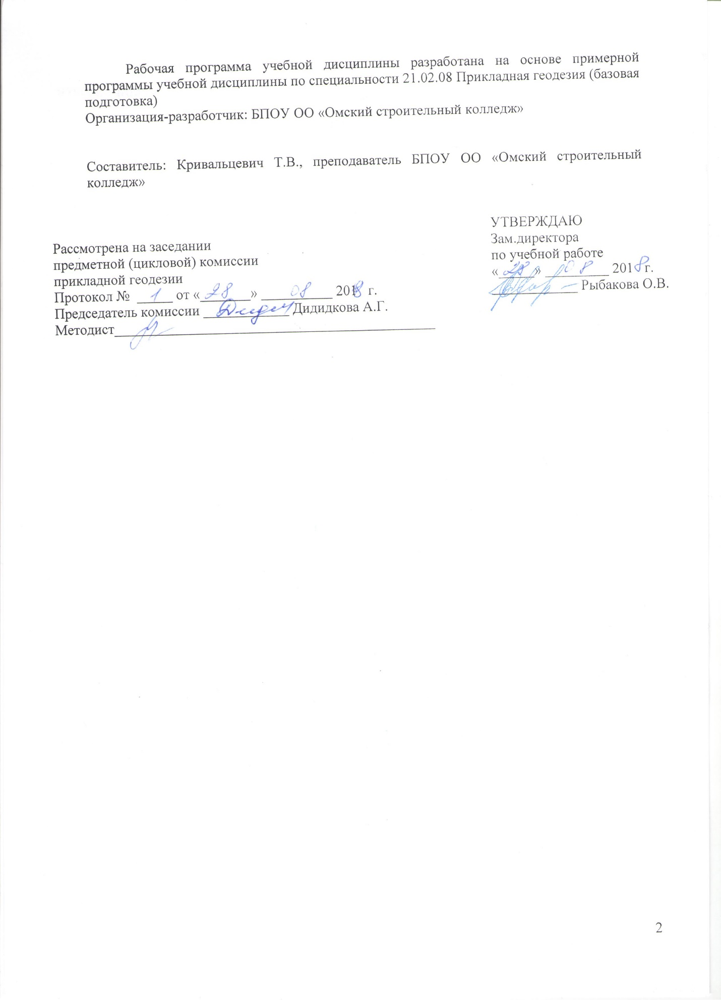 Рабочая программа учебной дисциплины разработана на основе примерной
программы учебной дисциплины по специальности 21.02.08 Прикладная геодезия (базовая
подготовка)
Организация-разработчик: БПОУ ОО «Омский строительный колледж»
Составитель: Кривальцевич Т.В., преподаватель БПОУ ОО «Омский строительный
колледж»
УТВЕРЖДАЮ
Зам.директора
по учебной работе
«28» 08 2018 г.
Рыбакова О.В.
Рассмотрена на заседании
предметной (цикловой) комиссии
прикладной геодезии
Протокол № 1 от «28» 08 2018 г.
Председатель комиссии Дидидкова А.Г.
Методист
2